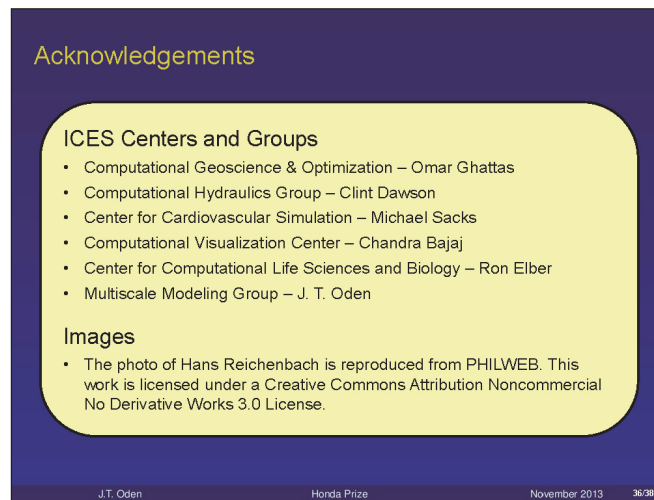 Acknowledgements
ICES Centers and Groups
• Computational Geoscience & Optimization – Omar Ghattas
• Computational Hydraulics Group – Clint Dawson
• Center for Cardiovascular Simulation – Michael Sacks
• Computational Visualization Center – Chandra Bajaj
• Center for Computational Life Sciences and Biology – Ron Elber
• Multiscale Modeling Group – J. T. Oden
Images
• The photo of Hans Reichenbach is reproduced from PHILWEB. This
work is licensed under a Creative Commons Attribution Noncommercial
No Derivative Works 3.0 License.
J.T. Oden Honda Prize November 2013 36/38